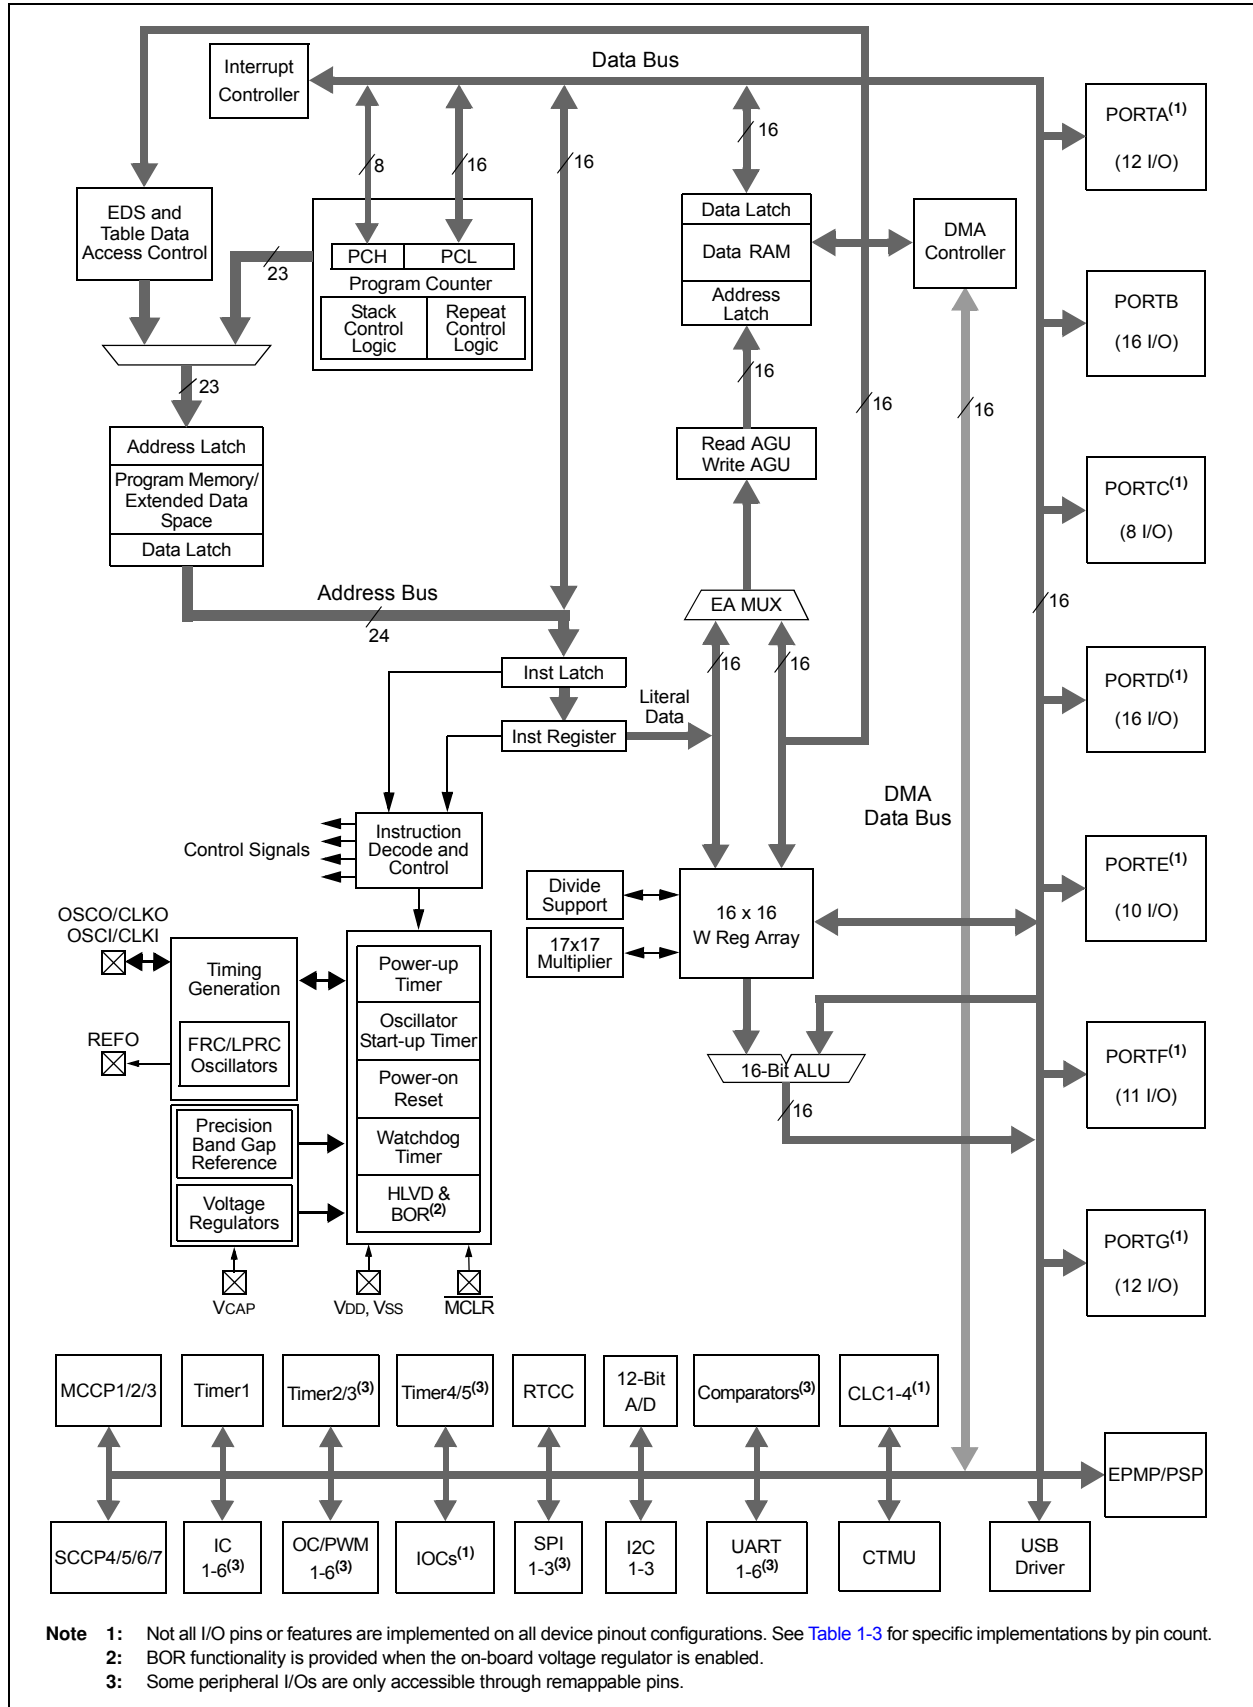 Data Bus
Interrupt
Controller
PORTA(1)
(12 I/O)
8
16
16
16
EDS and
Table Data
Access Control
Data Latch
Data RAM
Address
Latch
DMA
Controller
PCH
PCL
Program Counter
23
Stack
Control
Logic
Repeat
Control
Logic
PORTB
(16 I/O)
23
16
16
16
Address Latch
Program Memory/
Extended Data
Space
Data Latch
Read AGU
Write AGU
PORTC(1)
(8 I/O)
Address Bus
24
EA MUX
16
Inst Latch
16
16
Literal
Data
Inst Register
PORTD(1)
(16 I/O)
DMA
Data Bus
Control Signals
Instruction
Decode and
Control
Divide
Support
17x17
Multiplier
16 x 16
W Reg Array
PORTE(1)
(10 I/O)
OSCO/CLKO
OSCI/CLKI
Timing
Generation
REFO
FRC/LPRC
Oscillators
Power-up
Timer
Oscillator
Start-up Timer
Power-on
Reset
Watchdog
Timer
HLVD &
BOR(2)
16-Bit ALU
16
PORTF(1)
(11 I/O)
Precision
Band Gap
Reference
Voltage
Regulators
PORTG(1)
(12 I/O)
VCAP
VDD, VSS
MCLR
MCCP1/2/3
Timer1
Timer2/3(3)
Timer4/5(3)
RTCC
12-Bit
A/D
Comparators(3)
CLC1-4(1)
EPMP/PSP
SCCP4/5/6/7
IC
1-6(3)
OC/PWM
1-6(3)
IOCs(1)
SPI
1-3(3)
I2C
1-3
UART
1-6(3)
CTMU
USB
Driver
Note 1: Not all I/O pins or features are implemented on all device pinout configurations. See Table 1-3 for specific implementations by pin count.
2: BOR functionality is provided when the on-board voltage regulator is enabled.
3: Some peripheral I/Os are only accessible through remappable pins.